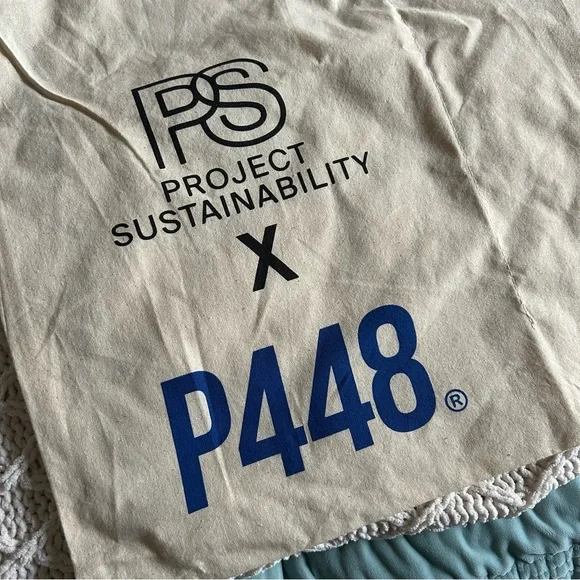 PS
PROJECT
SUSTAINABILITY
X
P448®